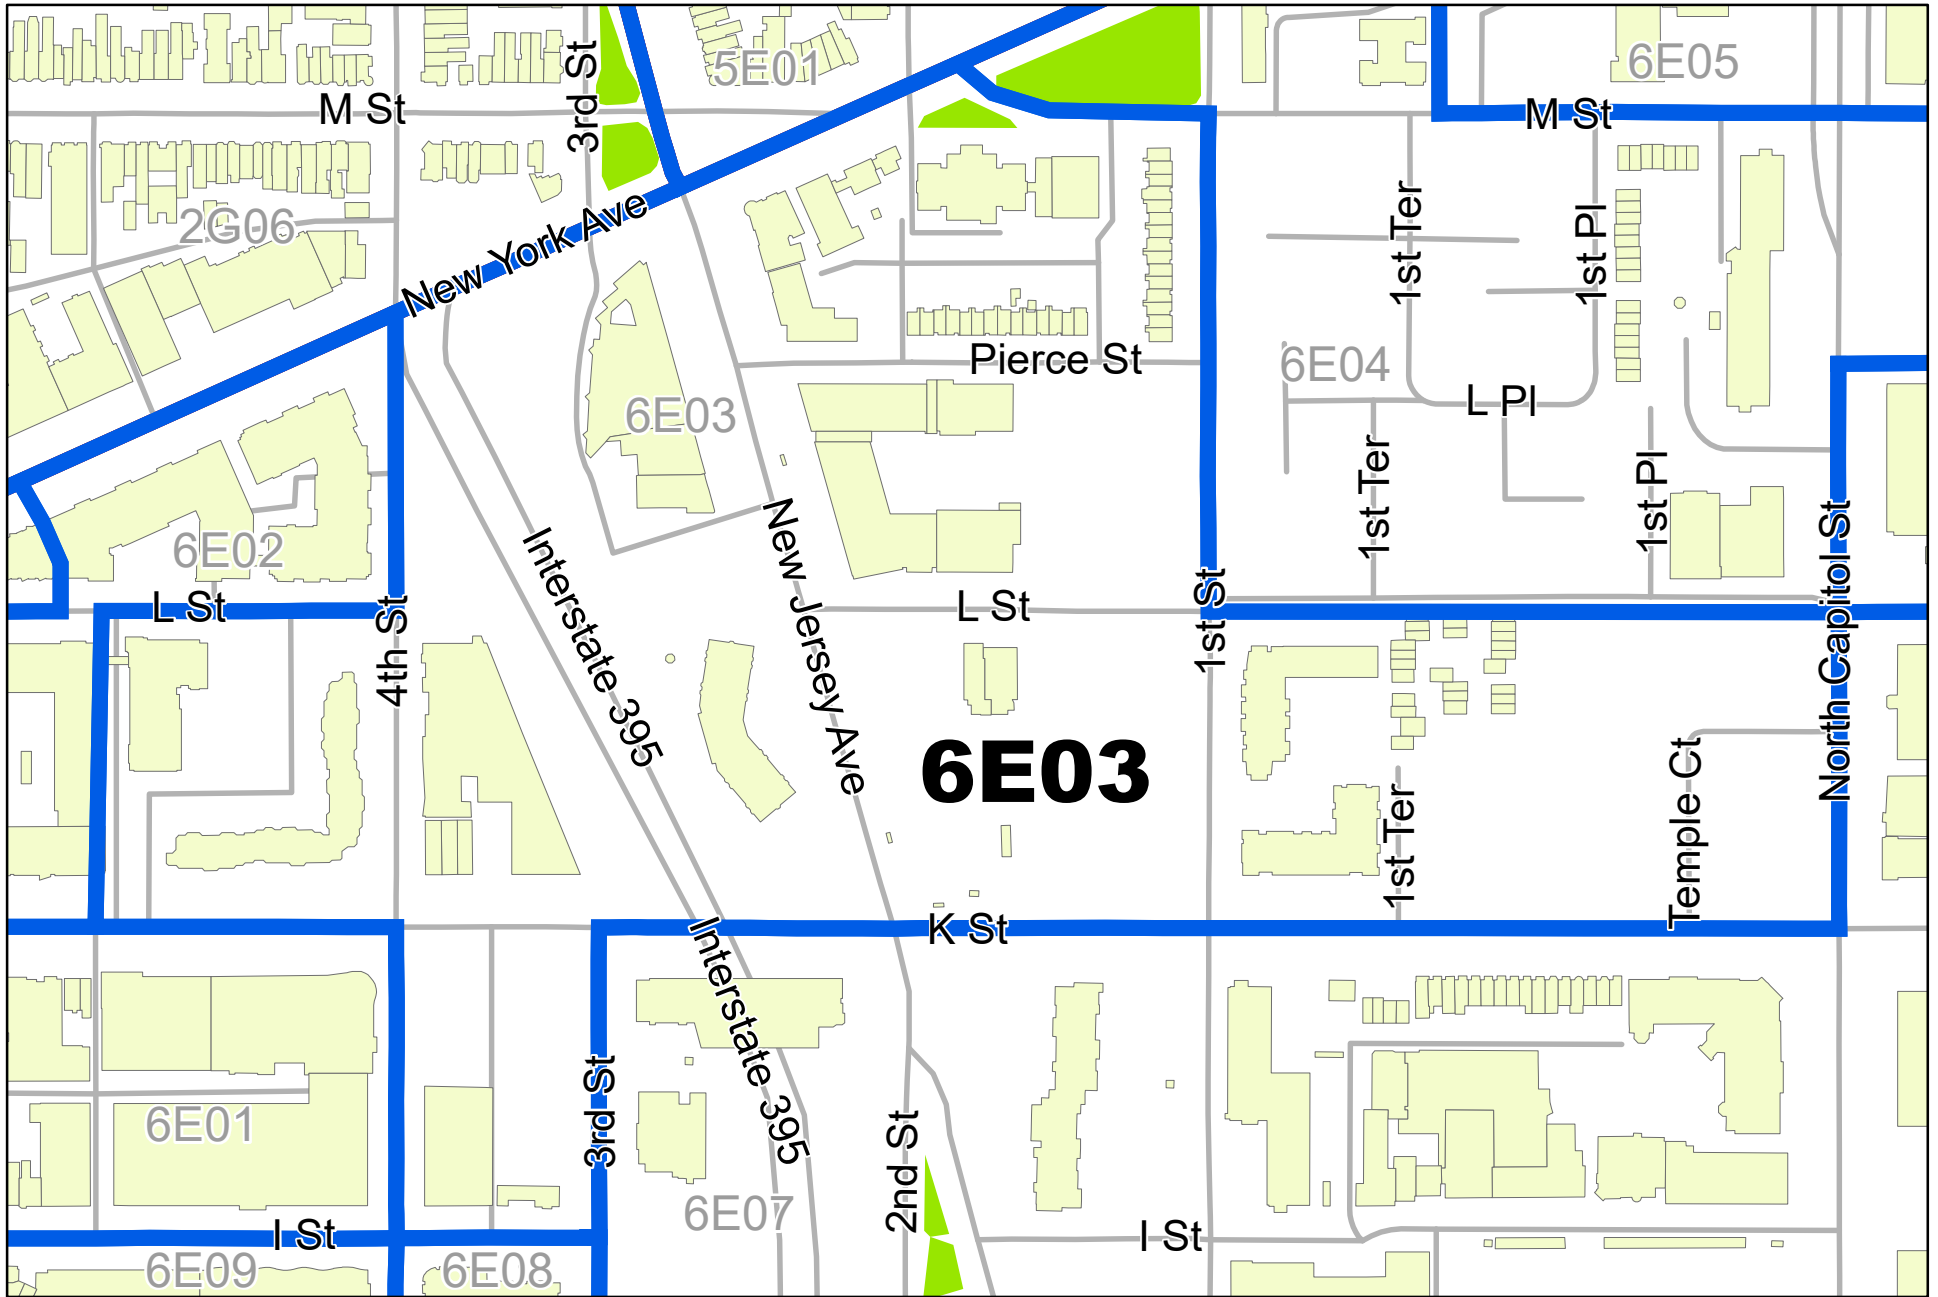 3rd St
5E01
6E05
M St
M St
2G06
New York Ave
1st Ter
1st Pl
Pierce St
6E04
L Pl
6E03
1st Ter
1st Pl
6E02
Interstate 395
New Jersey Ave
North Capitol St
L St
4th St
L St
1st St
1st St
6E03
1st Ter
Temple Ct
K St
Interstate 395
3rd St
6E01
2nd St
6E07
I St
I St
6E09
6E08